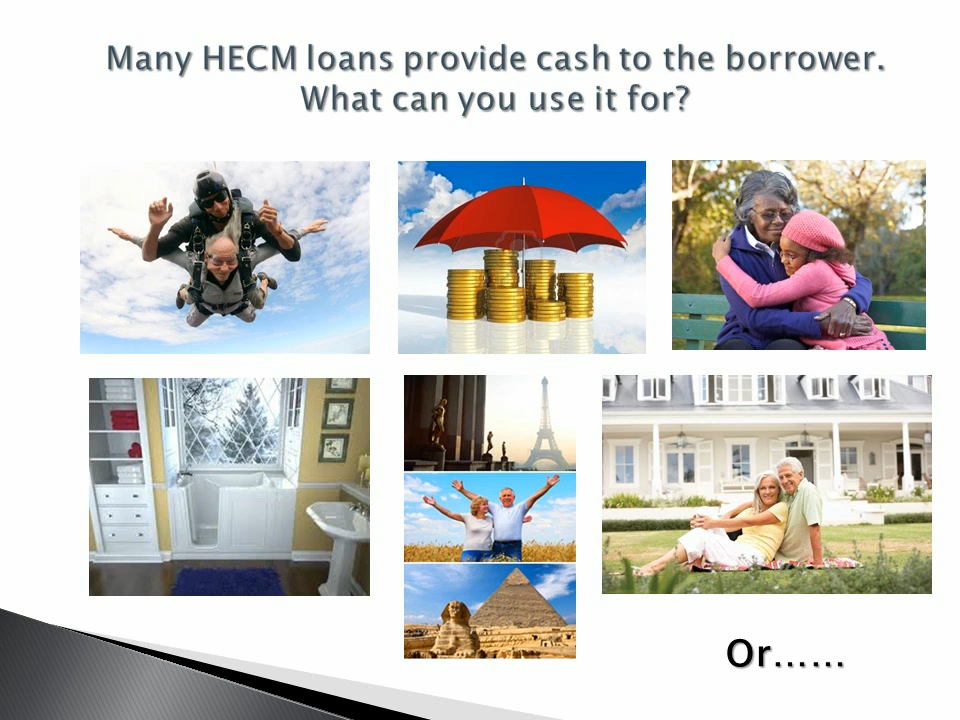 Many HECM loans provide cash to the borrower.
What can you use it for?
Or......